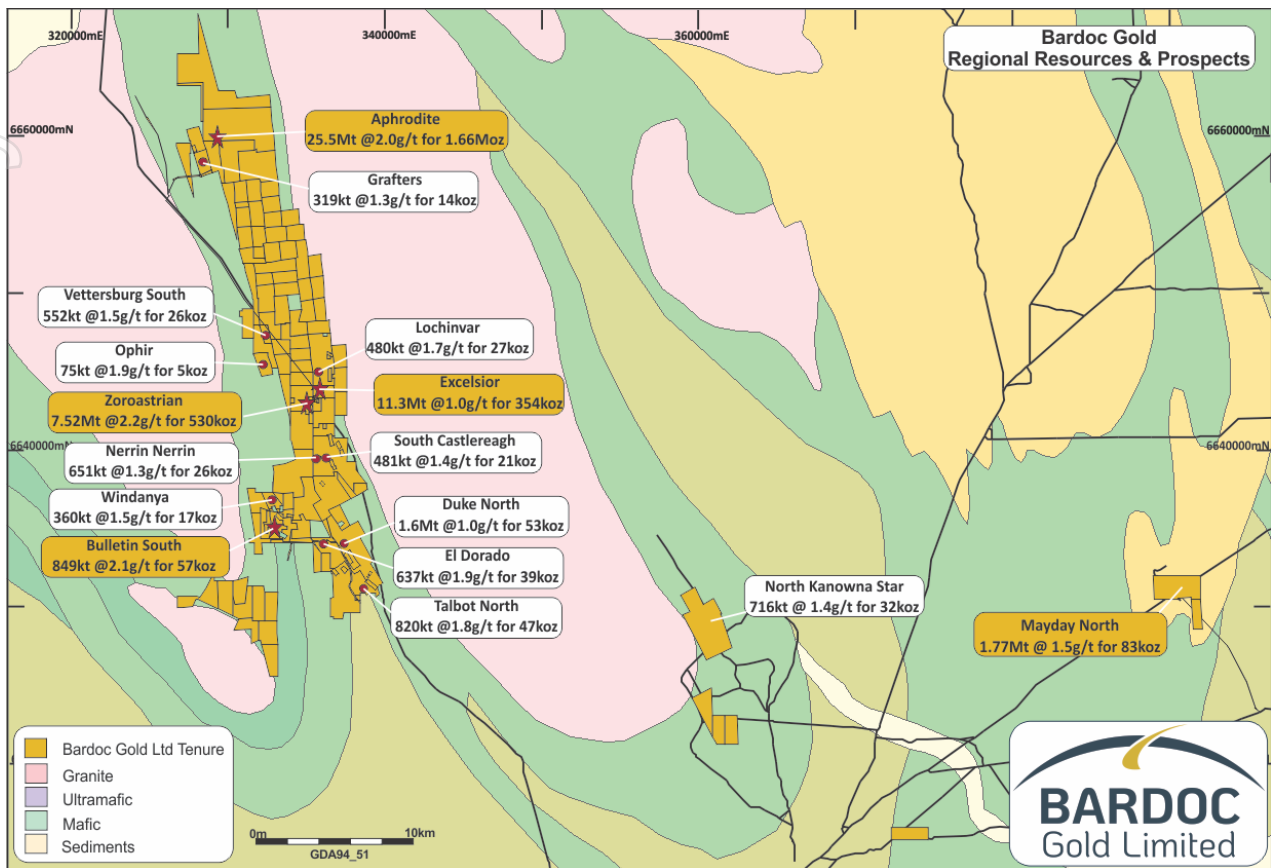 320000mE
340000mE
360000mE
Bardoc Gold
Regional Resources & Prospects
6660000mN
6660000mN
Aphrodite
25.5Mt @2.0g/t for 1.66Moz
Grafters
319kt @1.3g/t for 14koz
Vettersburg South
552kt @1.5g/t for 26koz
Lochinvar
480kt @1.7g/t for 27koz
Ophir
75kt @1.9g/t for 5koz
Excelsior
11.3Mt @1.0g/t for 354koz
Zoroastrian
7.52Mt @2.2g/t for 530koz
6640000mN
6640000mN
Nerrin Nerrin
651kt @1.3g/t for 26koz
South Castlereagh
481kt @1.4g/t for 21koz
Windanya
360kt @1.5g/t for 17koz
Duke North
1.6Mt @1.0g/t for 53koz
Bulletin South
849kt @2.1g/t for 57koz
El Dorado
637kt @1.9g/t for 39koz
Talbot North
820kt @1.8g/t for 47koz
North Kanowna Star
716kt @ 1.4g/t for 32koz
Mayday North
1.77Mt @ 1.5g/t for 83koz
Bardoc Gold Ltd Tenure
Granite
Ultramafic
Mafic
Sediments
0m
10km
GDA94_51
BARDOC
Gold Limited